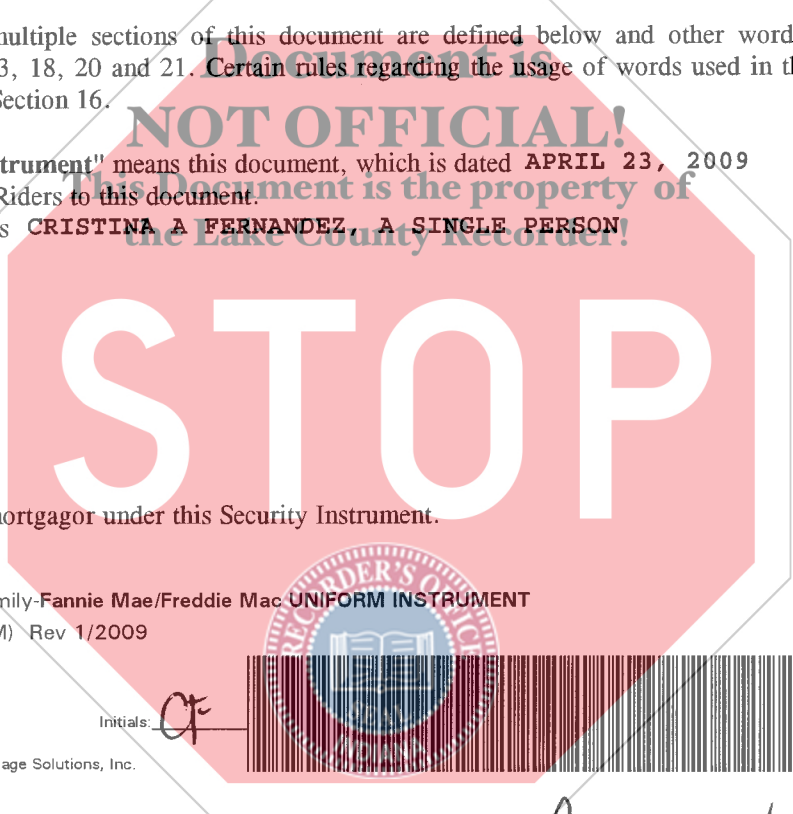 multiple sections of this document are defined below and other word
3, 18, 20 and 21. Certain rules regarding the usage of words used in th
Section 16.
Document is
NOT OFFICIAL!
This Document is the property of
the Lake County Recorder!
trument" means this document, which is dated APRIL 23, 2009
Riders to this document.
s CRISTINA A FERNANDEZ, A SINGLE PERSON
STOP
ortgagor under this Security Instrument.
mily-Fannie Mae/Freddie Mac UNIFORM INSTRUMENT
M) Rev 1/2009
RECORDER'S OFFICE
SEAL
INDIANA
Initials: CF
age Solutions, Inc.